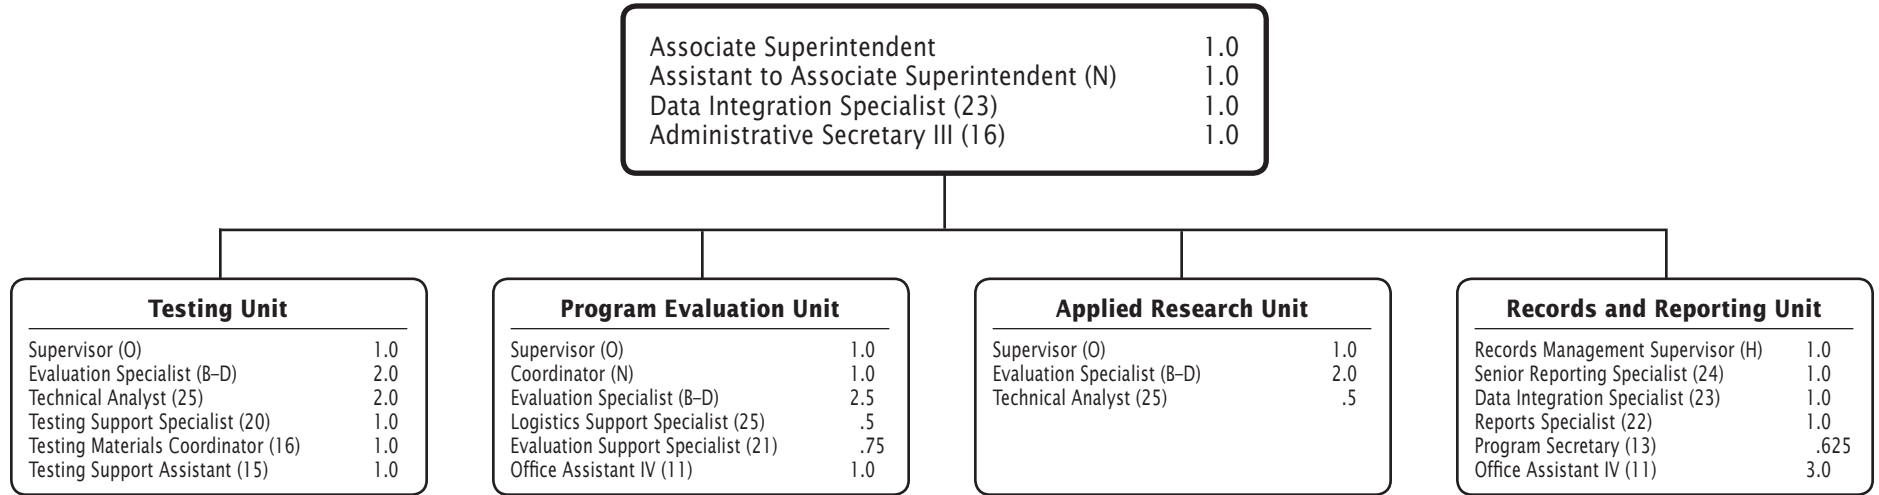 Associate Superintendent 1.0
Assistant to Associate Superintendent (N) 1.0
Data Integration Specialist (23) 1.0
Administrative Secretary III (16) 1.0
Testing Unit
Supervisor (O) 1.0
Evaluation Specialist (B–D) 2.0
Technical Analyst (25) 2.0
Testing Support Specialist (20) 1.0
Testing Materials Coordinator (16) 1.0
Testing Support Assistant (15) 1.0
Program Evaluation Unit
Supervisor (O) 1.0
Coordinator (N) 1.0
Evaluation Specialist (B–D) 2.5
Logistics Support Specialist (25) .5
Evaluation Support Specialist (21) .75
Office Assistant IV (11) 1.0
Applied Research Unit
Supervisor (O) 1.0
Evaluation Specialist (B–D) 2.0
Technical Analyst (25) .5
Records and Reporting Unit
Records Management Supervisor (H) 1.0
Senior Reporting Specialist (24) 1.0
Data Integration Specialist (23) 1.0
Reports Specialist (22) 1.0
Program Secretary (13) .625
Office Assistant IV (11) 3.0